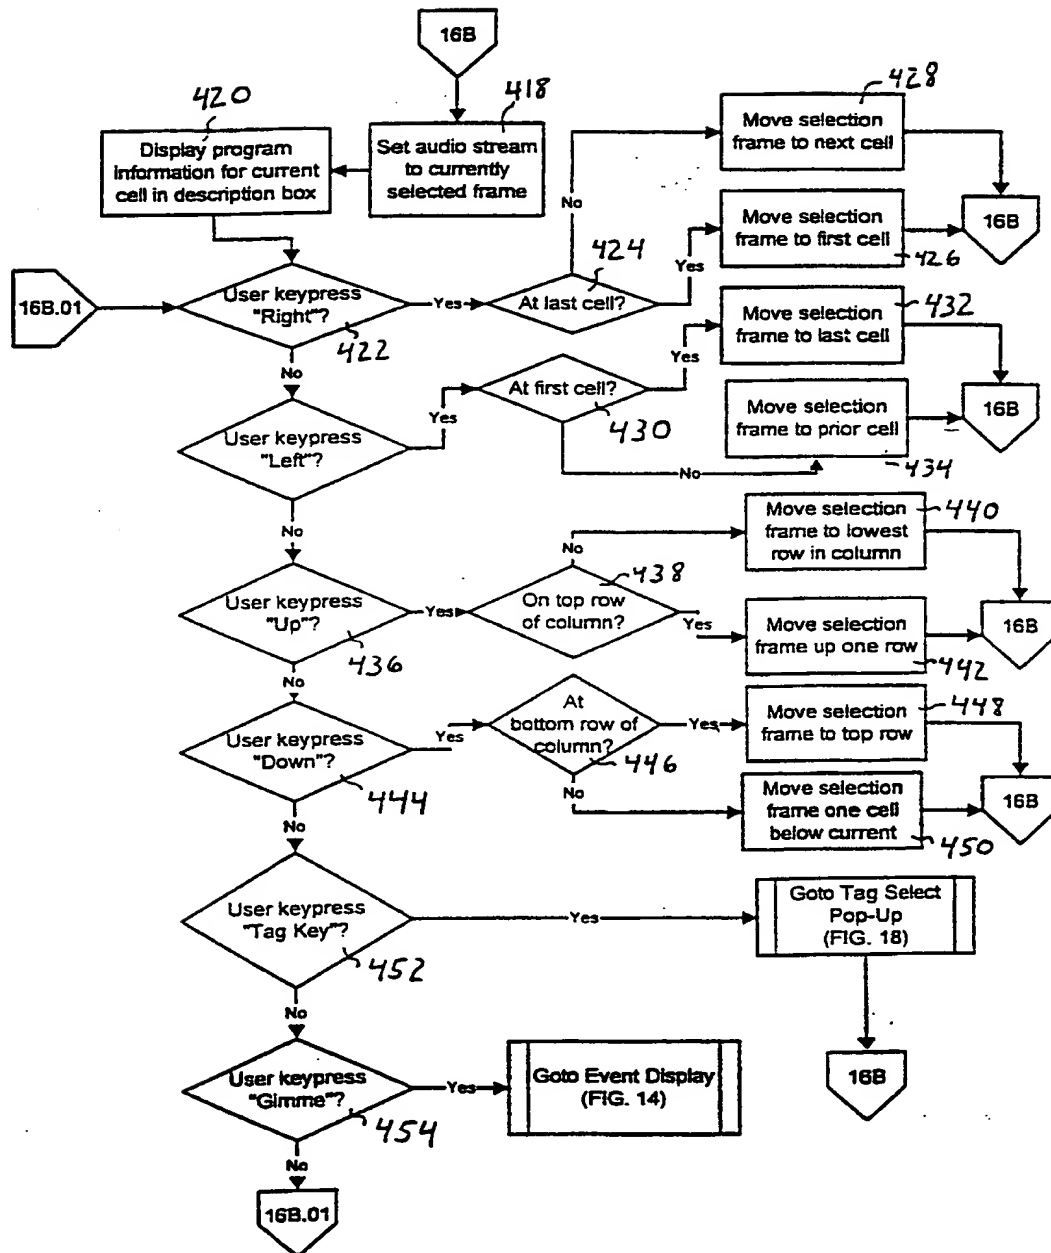 16B
420
418
428
Display program
information for current
cell in description box
Set audio stream
to currently
selected frame
Move selection
frame to next cell
No
16B
Move selection
frame to first cell
426
424
Yes
16B.01
User keypress
"Right"?
422
Yes
At last cell?
Move selection
frame to last cell
432
No
Yes
User keypress
"Left"?
Yes
At first cell?
430
No
Move selection
frame to prior cell
434
16B
No
Move selection
frame to lowest
row in column
440
No
438
User keypress
"Up"?
436
Yes
On top row
of column?
Yes
Move selection
frame up one row
442
16B
No
User keypress
"Down"?
444
Yes
At
bottom row of
column?
446
Yes
Move selection
frame to top row
448
No
Move selection
frame one cell
below current
450
16B
No
User keypress
"Tag Key"?
452
Yes
Goto Tag Select
Pop-Up
(FIG. 18)
16B
No
User keypress
"Gimme"?
454
Yes
Goto Event Display
(FIG. 14)
No
16B.01